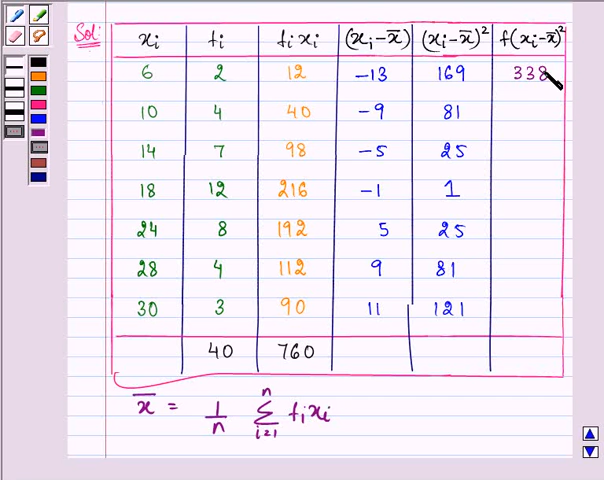 Sol:
xi fi fixi (xi-x̅) (xi-x̅)² f(xi-x̅)²
6 2 12 -13 169 338
10 4 40 -9 81
14 7 98 -5 25
18 12 216 -1 1
24 8 192 5 25
28 4 112 9 81
30 3 90 11 121
40 760
x̅ = 1/n n∑i=1 fixi